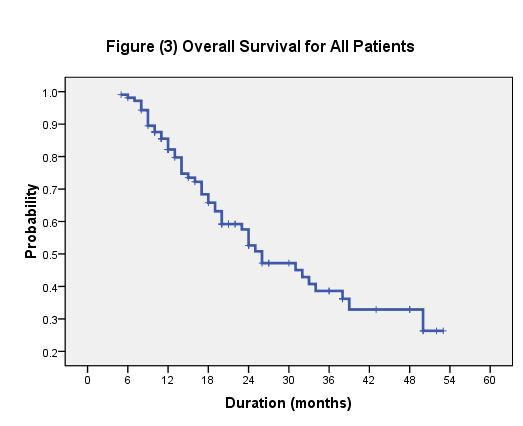 Figure (3) Overall Survival for All Patients
1.0
0.9
0.8
0.7
0.6
0.5
0.4
0.3
0.2
Probability
0 6 12 18 24 30 36 42 48 54 60
Duration (months)